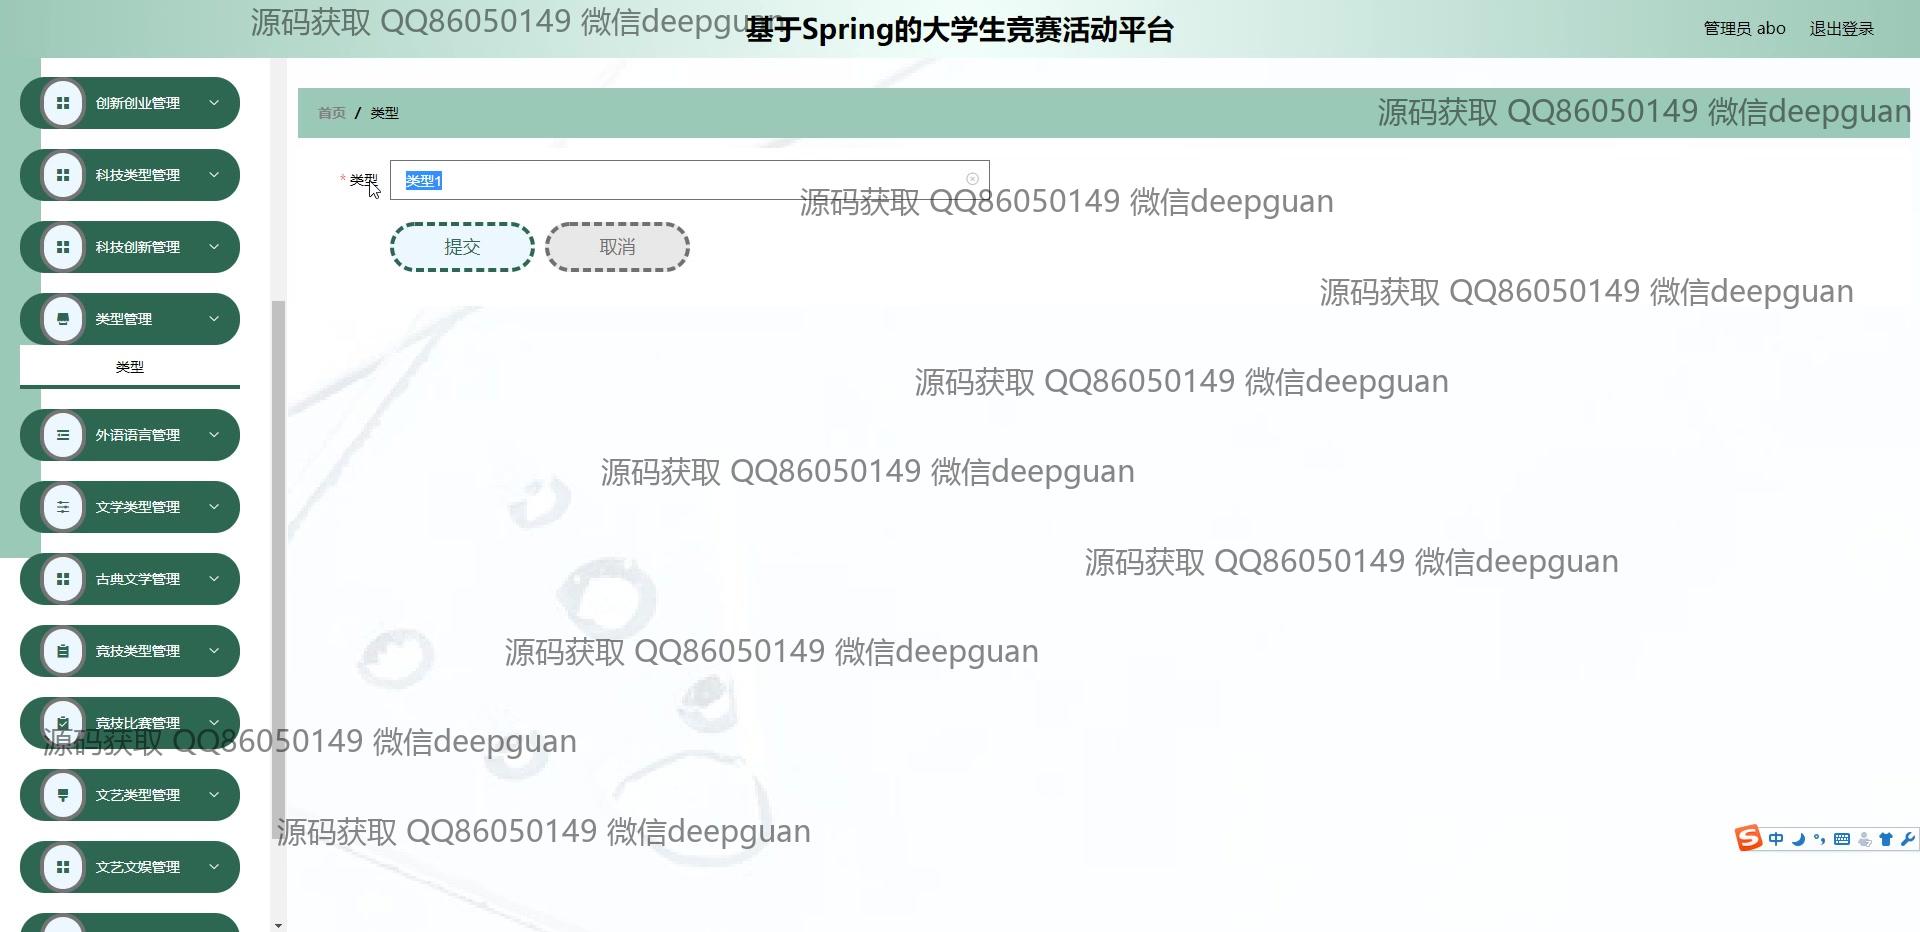 源码获取 QQ86050149 微信deepguan
基于Spring的大学生竞赛活动平台
管理员 abo
退出登录
创新创业管理
科技类型管理
科技创新管理
类型管理
类型
外语语言管理
文学类型管理
古典文学管理
竞技类型管理
竞技比赛管理
文艺类型管理
文艺文娱管理
首页 / 类型
源码获取 QQ86050149 微信deepguan
* 类型
类型1
源码获取 QQ86050149 微信deepguan
提交
取消
源码获取 QQ86050149 微信deepguan
源码获取 QQ86050149 微信deepguan
源码获取 QQ86050149 微信deepguan
源码获取 QQ86050149 微信deepguan
源码获取 QQ86050149 微信deepguan
源码获取 QQ86050149 微信deepguan
源码获取 QQ86050149 微信deepguan
中